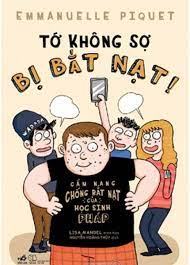 EMMANUELLE PIQUET
TỚ KHÔNG SỢ
BỊ BẮT NẠT!
CẨM NANG
CHỐNG BẮT NẠT
CỦA
HỌC SINH
PHÁP
LISA MANDEL
NGUYỄN HOÀNG THÚY